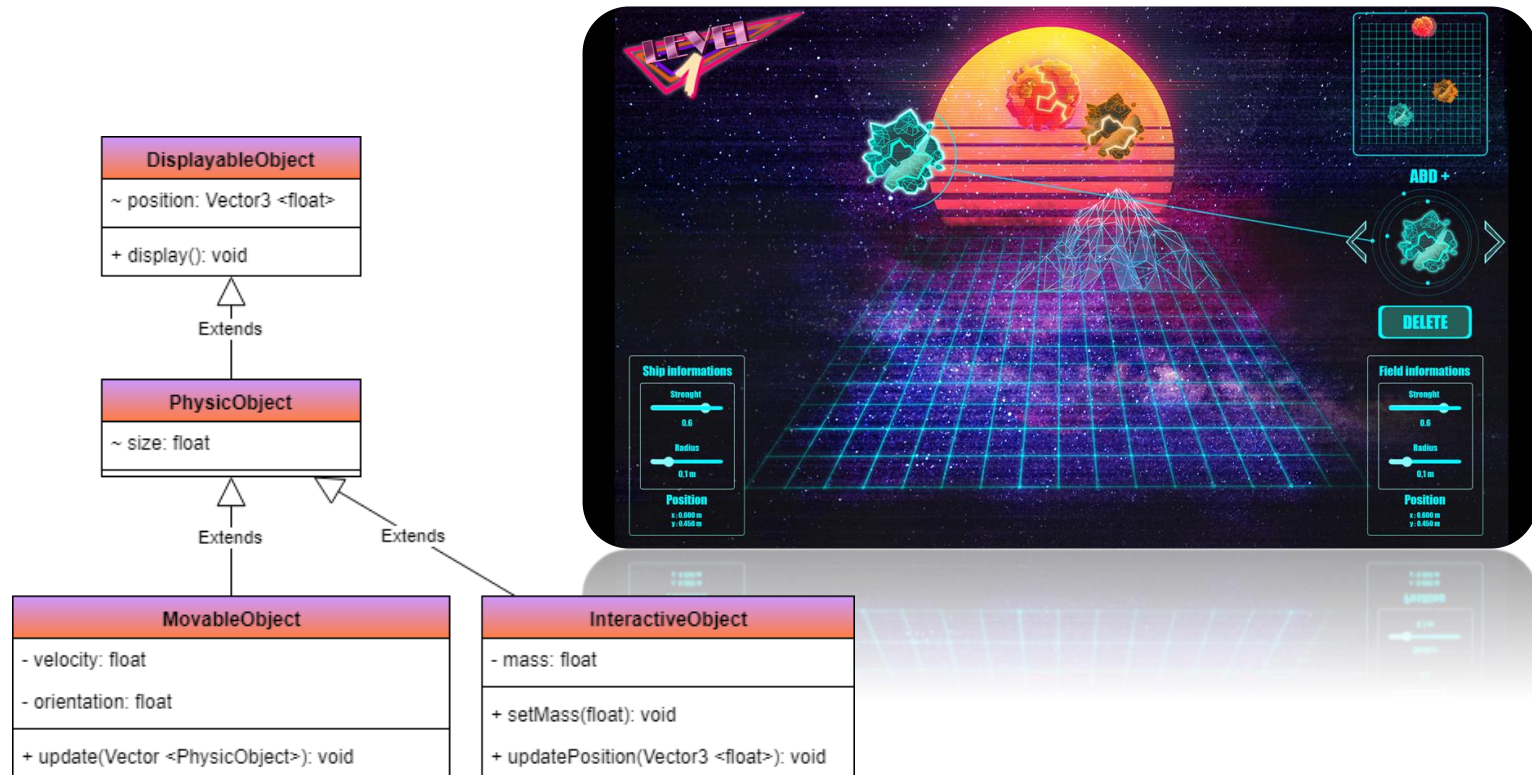 DisplayableObject
~ position: Vector3 <float>
+ display(): void
Extends
PhysicObject
~ size: float
Extends
Extends
MovableObject
- velocity: float
- orientation: float
+ update(Vector <PhysicObject>): void
InteractiveObject
- mass: float
+ setMass(float): void
+ updatePosition(Vector3 <float>): void
LEVEL
1
ADD +
DELETE
Ship informations
Strenght
0.6
Radius
0.1 m
Position
x : 0.600 m
y : 0.450 m
Field informations
Strenght
0.6
Radius
0.1 m
Position
x : 0.600 m
y : 0.450 m